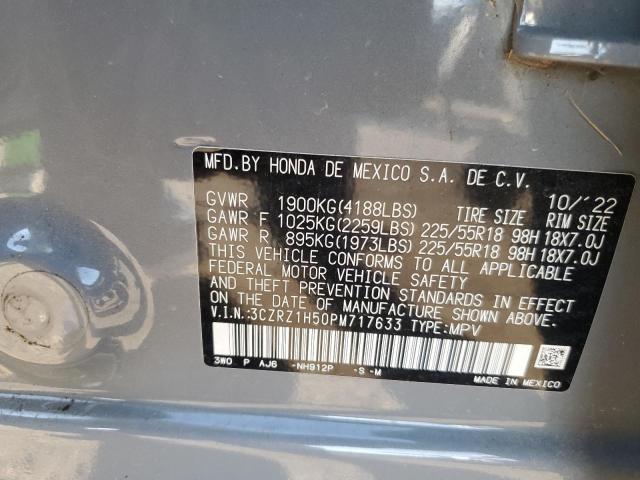 MFD.BY HONDA DE MEXICO S.A. DE C.V.
10/'22
GVWR 1900KG(4188LBS) TIRE SIZE RIM SIZE
GAWR F 1025KG(2259LBS) 225/55R18 98H 18X7.0J
GAWR R 895KG(1973LBS) 225/55R18 98H 18X7.0J
THIS VEHICLE CONFORMS TO ALL APPLICABLE
FEDERAL MOTOR VEHICLE SAFETY
AND THEFT PREVENTION STANDARDS IN EFFECT
ON THE DATE OF MANUFACTURE SHOWN ABOVE.
V.I.N.:3CZRZ1H50PM717633 TYPE:MPV
3W0 P AJ6 -NH912P -S -M
MADE IN MEXICO